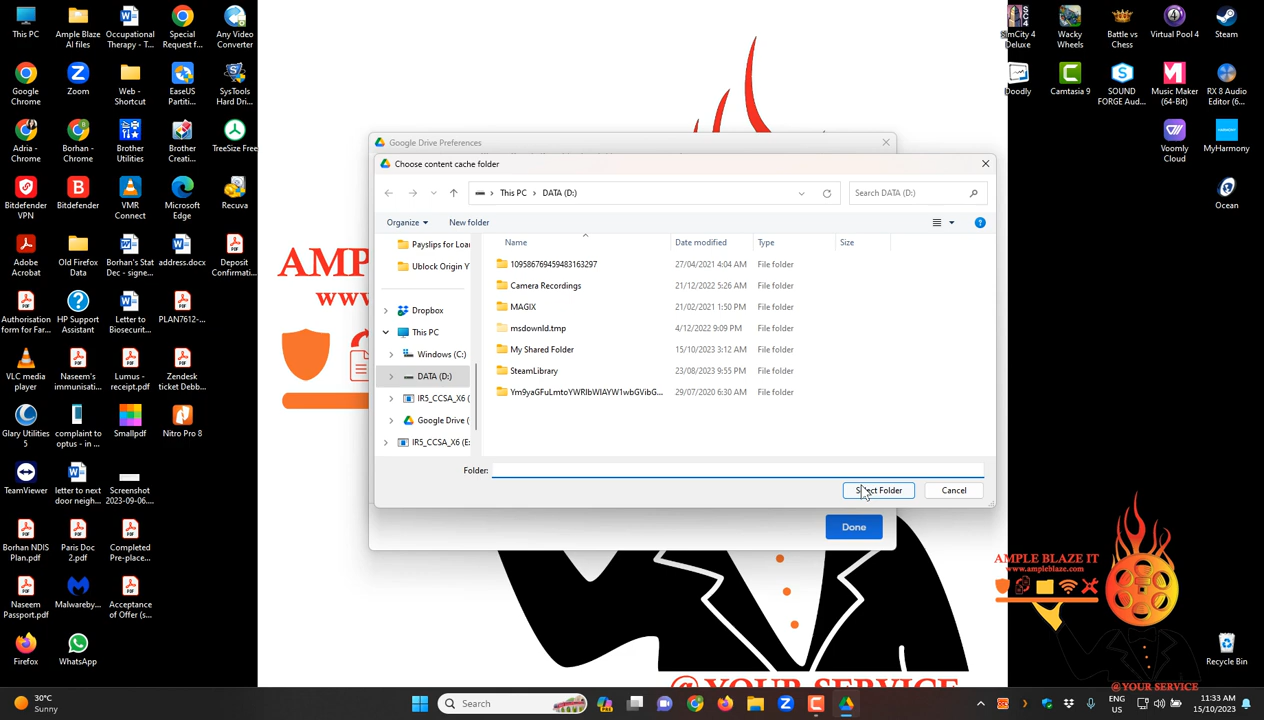 This PC
Ample Blaze
AI files
Occupational
Therapy - T...
Special
Request f...
Any Video
Converter
Google
Chrome
Zoom
Web -
Shortcut
EaseUS
Partiti...
SysTools
Hard Dri...
Adria -
Chrome
Borhan -
Chrome
Brother
Utilities
Brother
Creati...
TreeSize Free
Bitdefender
VPN
Bitdefender
VMR
Connect
Microsoft
Edge
Recuva
Adobe
Acrobat
Old Firefox
Data
Borhan's Stat
Dec - signe...
address.docx
Deposit
Confirmati...
Authorisation
form for Far...
HP Support
Assistant
Letter to
Biosecurit...
PLAN7612-...
VLC media
player
Naseem's
immunisati...
Lumus -
receipt.pdf
Zendesk
ticket Debb...
Glary Utilities
5
complaint to
optus - in ...
Smallpdf
Nitro Pro 8
TeamViewer
letter to next
door neigh...
Screenshot
2023-09-06...
Borhan NDIS
Plan.pdf
Paris Doc
2.pdf
Completed
Pre-place...
Naseem
Passport.pdf
Malwareby...
Acceptance
of Offer (s...
Firefox
WhatsApp
Google Drive Preferences
Choose content cache folder
This PC
DATA (D:)
Search DATA (D:)
Organize
New folder
Payslips for Loan
Ublock Origin Y
Dropbox
This PC
Windows (C:)
DATA (D:)
IR5_CCSA_X6 (
Google Drive (
IR5_CCSA_X6 (E:
Name Date modified Type Size
109586769459483163297 27/04/2021 4:04 AM File folder
Camera Recordings 21/12/2022 5:26 AM File folder
MAGIX 21/02/2021 1:50 PM File folder
msdownld.tmp 4/12/2022 9:09 PM File folder
My Shared Folder 15/10/2023 3:12 AM File folder
SteamLibrary 23/08/2023 9:55 PM File folder
Ym9yaGFuLmtoYWRlbWlAYW1wbGVibG... 29/07/2020 6:30 AM File folder
Folder:
Select Folder
Cancel
Done
AMP
www.
@YOUR SERVICE
SimCity 4
Deluxe
Wacky
Wheels
Battle vs
Chess
Virtual Pool 4
Steam
Doodly
Camtasia 9
SOUND
FORGE Aud...
Music Maker
(64-Bit)
RX 8 Audio
Editor (6...
Voomly
Cloud
MyHarmony
Ocean
AMPLE BLAZE IT
www.ampleblaze.com
@YOUR SERVICE
Recycle Bin
30°C
Sunny
Search
ENG
US
11:33 AM
15/10/2023